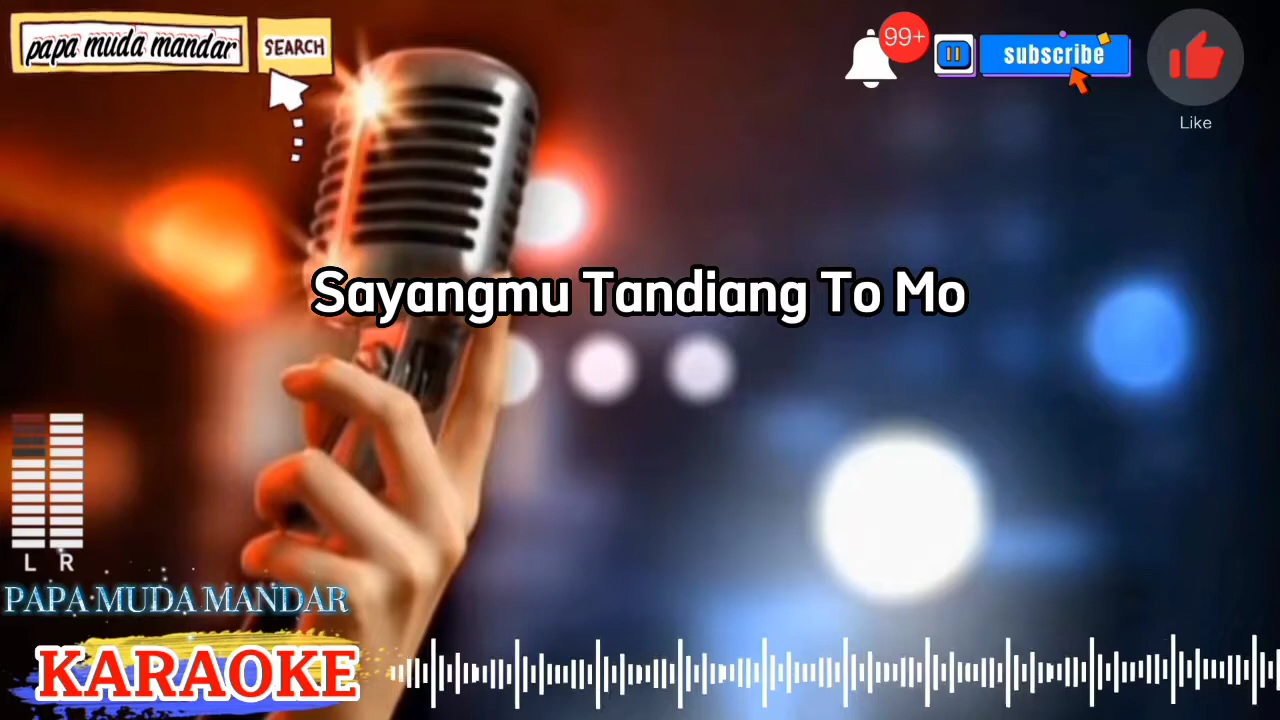 papa muda mandar
SEARCH
99+
subscribe
Like
Sayangmu Tandiang To Mo
L R
PAPA MUDA MANDAR
KARAOKE